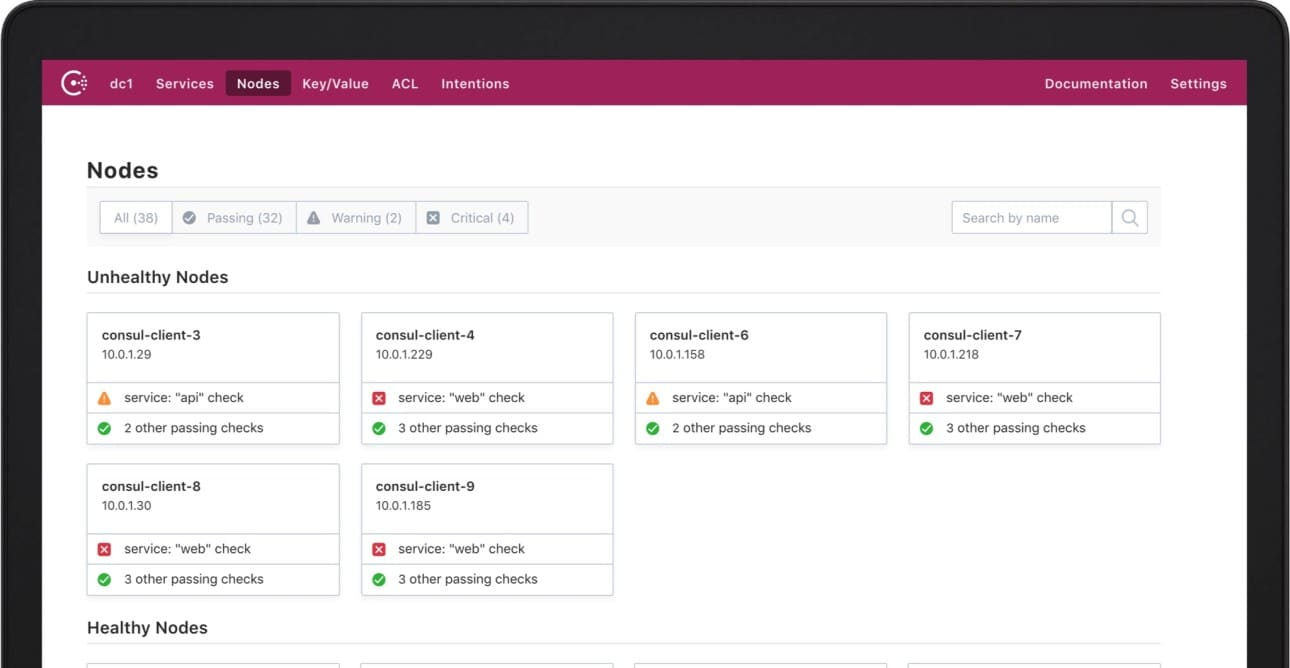 dc1 Services Nodes Key/Value ACL Intentions Documentation Settings
Nodes
All (38) Passing (32) Warning (2) Critical (4) Search by name
Unhealthy Nodes
consul-client-3
10.0.1.29
service: "api" check
2 other passing checks
consul-client-4
10.0.1.229
service: "web" check
3 other passing checks
consul-client-6
10.0.1.158
service: "api" check
2 other passing checks
consul-client-7
10.0.1.218
service: "web" check
3 other passing checks
consul-client-8
10.0.1.30
service: "web" check
3 other passing checks
consul-client-9
10.0.1.185
service: "web" check
3 other passing checks
Healthy Nodes